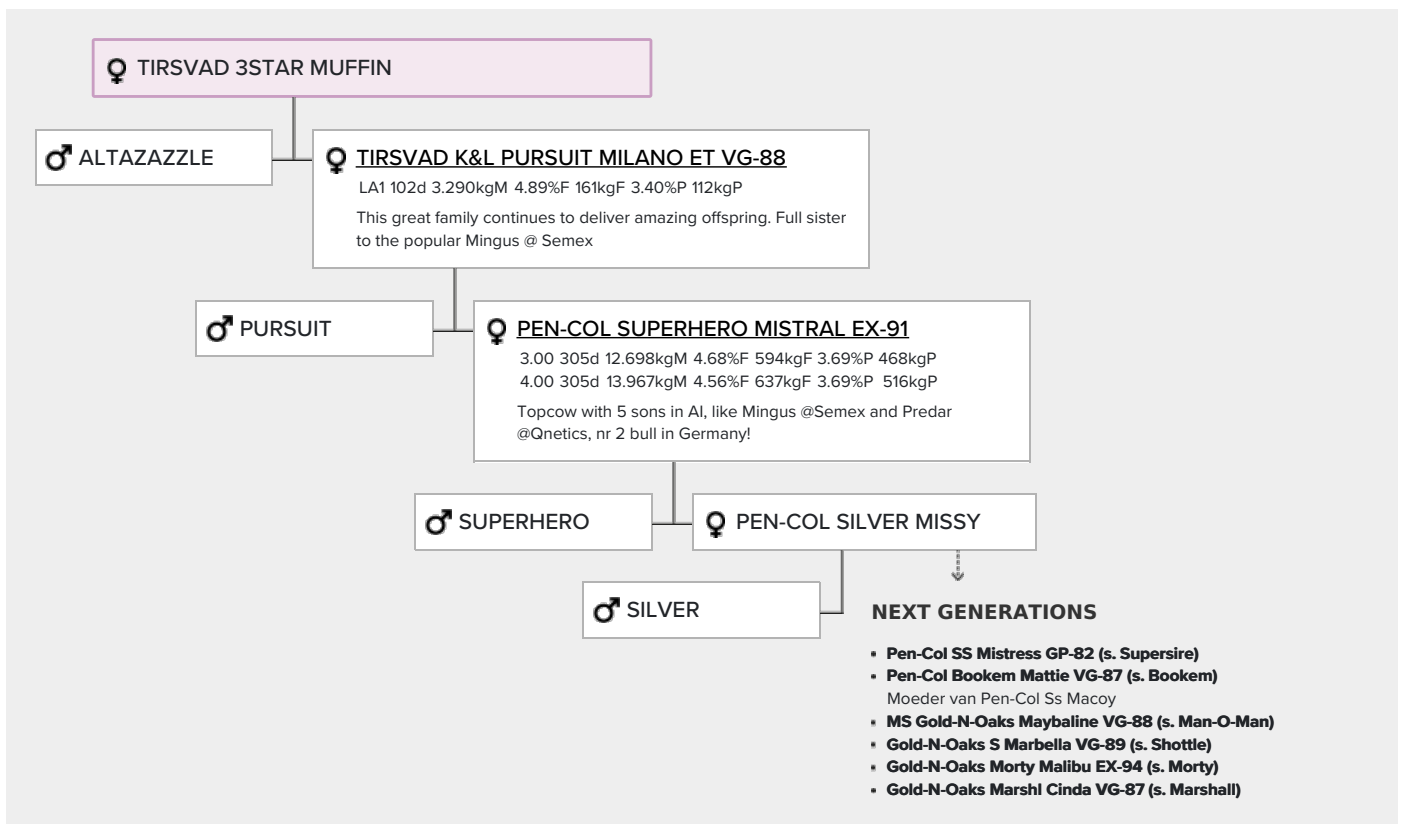 TIRSVAD 3STAR MUFFIN
ALTAZAZZLE
TIRSVAD K&L PURSUIT MILANO ET VG-88
LA1 102d 3.290kgM 4.89%F 161kgF 3.40%P 112kgP
This great family continues to deliver amazing offspring. Full sister
to the popular Mingus @ Semex
PURSUIT
PEN-COL SUPERHERO MISTRAL EX-91
3.00 305d 12.698kgM 4.68%F 594kgF 3.69%P 468kgP
4.00 305d 13.967kgM 4.56%F 637kgF 3.69%P 516kgP
Topcow with 5 sons in AI, like Mingus @Semex and Predar
@Qnetics, nr 2 bull in Germany!
SUPERHERO
PEN-COL SILVER MISSY
SILVER
NEXT GENERATIONS
Pen-Col SS Mistress GP-82 (s. Supersire)
Pen-Col Bookem Mattie VG-87 (s. Bookem)
Moeder van Pen-Col Ss Macoy
MS Gold-N-Oaks Maybaline VG-88 (s. Man-O-Man)
Gold-N-Oaks S Marbella VG-89 (s. Shottle)
Gold-N-Oaks Morty Malibu EX-94 (s. Morty)
Gold-N-Oaks Marshl Cinda VG-87 (s. Marshall)